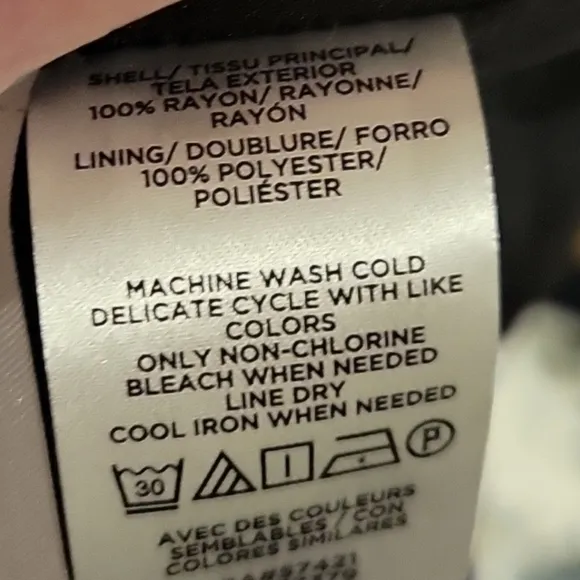 SHELL/ TISSU PRINCIPAL/
TELA EXTERIOR
100% RAYON/ RAYONNE/
RAYÓN
LINING/ DOUBLURE/ FORRO
100% POLYESTER/
POLIÉSTER
MACHINE WASH COLD
DELICATE CYCLE WITH LIKE
COLORS
ONLY NON-CHLORINE
BLEACH WHEN NEEDED
LINE DRY
COOL IRON WHEN NEEDED
30 P
AVEC DES COULEURS
SEMBLABLES / CON
COLORES SIMILARES